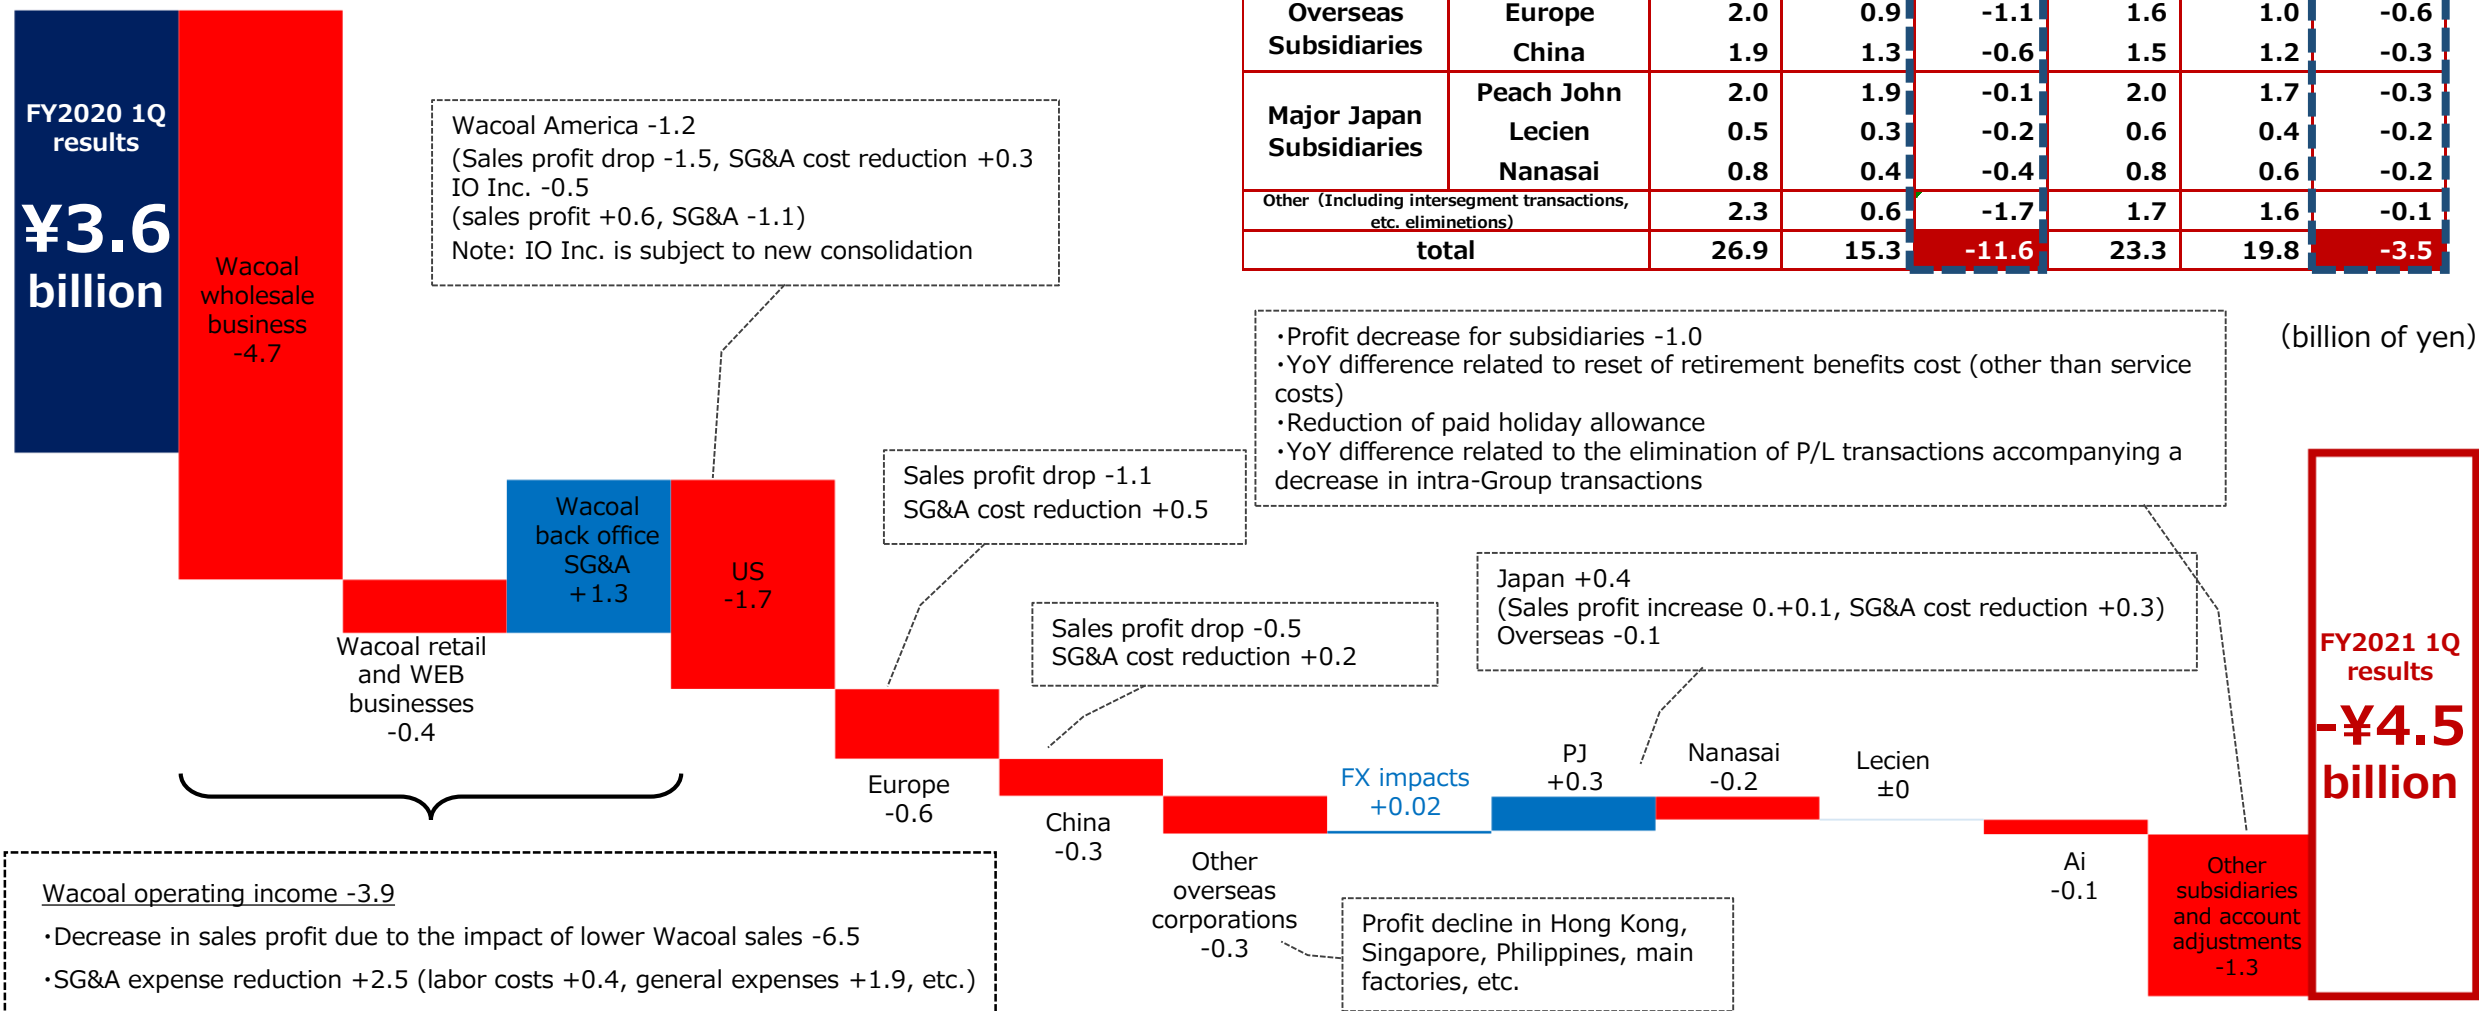 Overseas Subsidiaries Europe 2.0 0.9 -1.1 1.6 1.0 -0.6
China 1.9 1.3 -0.6 1.5 1.2 -0.3
Major Japan Subsidiaries Peach John 2.0 1.9 -0.1 2.0 1.7 -0.3
Lecien 0.5 0.3 -0.2 0.6 0.4 -0.2
Nanasai 0.8 0.4 -0.4 0.8 0.6 -0.2
Other (Including intersegment transactions, etc. eliminetions) 2.3 0.6 -1.7 1.7 1.6 -0.1
total 26.9 15.3 -11.6 23.3 19.8 -3.5
(billion of yen)
FY2020 1Q
results
¥3.6
billion
Wacoal
wholesale
business
-4.7
Wacoal America -1.2
(Sales profit drop -1.5, SG&A cost reduction +0.3
IO Inc. -0.5
(sales profit +0.6, SG&A -1.1)
Note: IO Inc. is subject to new consolidation
・Profit decrease for subsidiaries -1.0
・YoY difference related to reset of retirement benefits cost (other than service
costs)
・Reduction of paid holiday allowance
・YoY difference related to the elimination of P/L transactions accompanying a
decrease in intra-Group transactions
Sales profit drop -1.1
SG&A cost reduction +0.5
Wacoal
back office
SG&A
+1.3
US
-1.7
Japan +0.4
(Sales profit increase 0.+0.1, SG&A cost reduction +0.3)
Overseas -0.1
Sales profit drop -0.5
SG&A cost reduction +0.2
Wacoal retail
and WEB
businesses
-0.4
Europe
-0.6
China
-0.3
Other
overseas
corporations
-0.3
FX impacts
+0.02
PJ
+0.3
Nanasai
-0.2
Lecien
±0
Ai
-0.1
Other
subsidiaries
and account
adjustments
-1.3
FY2021 1Q
results
-¥4.5
billion
Wacoal operating income -3.9
・Decrease in sales profit due to the impact of lower Wacoal sales -6.5
・SG&A expense reduction +2.5 (labor costs +0.4, general expenses +1.9, etc.)
Profit decline in Hong Kong,
Singapore, Philippines, main
factories, etc.